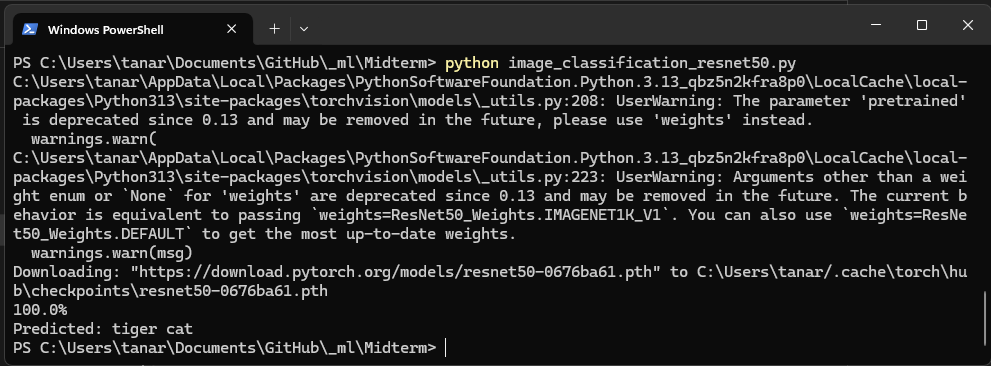 Windows PowerShell
PS C:\Users\tanar\Documents\GitHub\_ml\Midterm> python image_classification_resnet50.py
C:\Users\tanar\AppData\Local\Packages\PythonSoftwareFoundation.Python.3.13_qbz5n2kfra8p0\LocalCache\local-
packages\Python313\site-packages\torchvision\models\_utils.py:208: UserWarning: The parameter 'pretrained'
 is deprecated since 0.13 and may be removed in the future, please use 'weights' instead.
  warnings.warn(
C:\Users\tanar\AppData\Local\Packages\PythonSoftwareFoundation.Python.3.13_qbz5n2kfra8p0\LocalCache\local-
packages\Python313\site-packages\torchvision\models\_utils.py:223: UserWarning: Arguments other than a wei
ght enum or `None` for 'weights' are deprecated since 0.13 and may be removed in the future. The current b
ehavior is equivalent to passing `weights=ResNet50_Weights.IMAGENET1K_V1`. You can also use `weights=ResNe
t50_Weights.DEFAULT` to get the most up-to-date weights.
  warnings.warn(msg)
Downloading: "https://download.pytorch.org/models/resnet50-0676ba61.pth" to C:\Users\tanar/.cache\torch\hu
b\checkpoints\resnet50-0676ba61.pth
100.0%
Predicted: tiger cat
PS C:\Users\tanar\Documents\GitHub\_ml\Midterm>